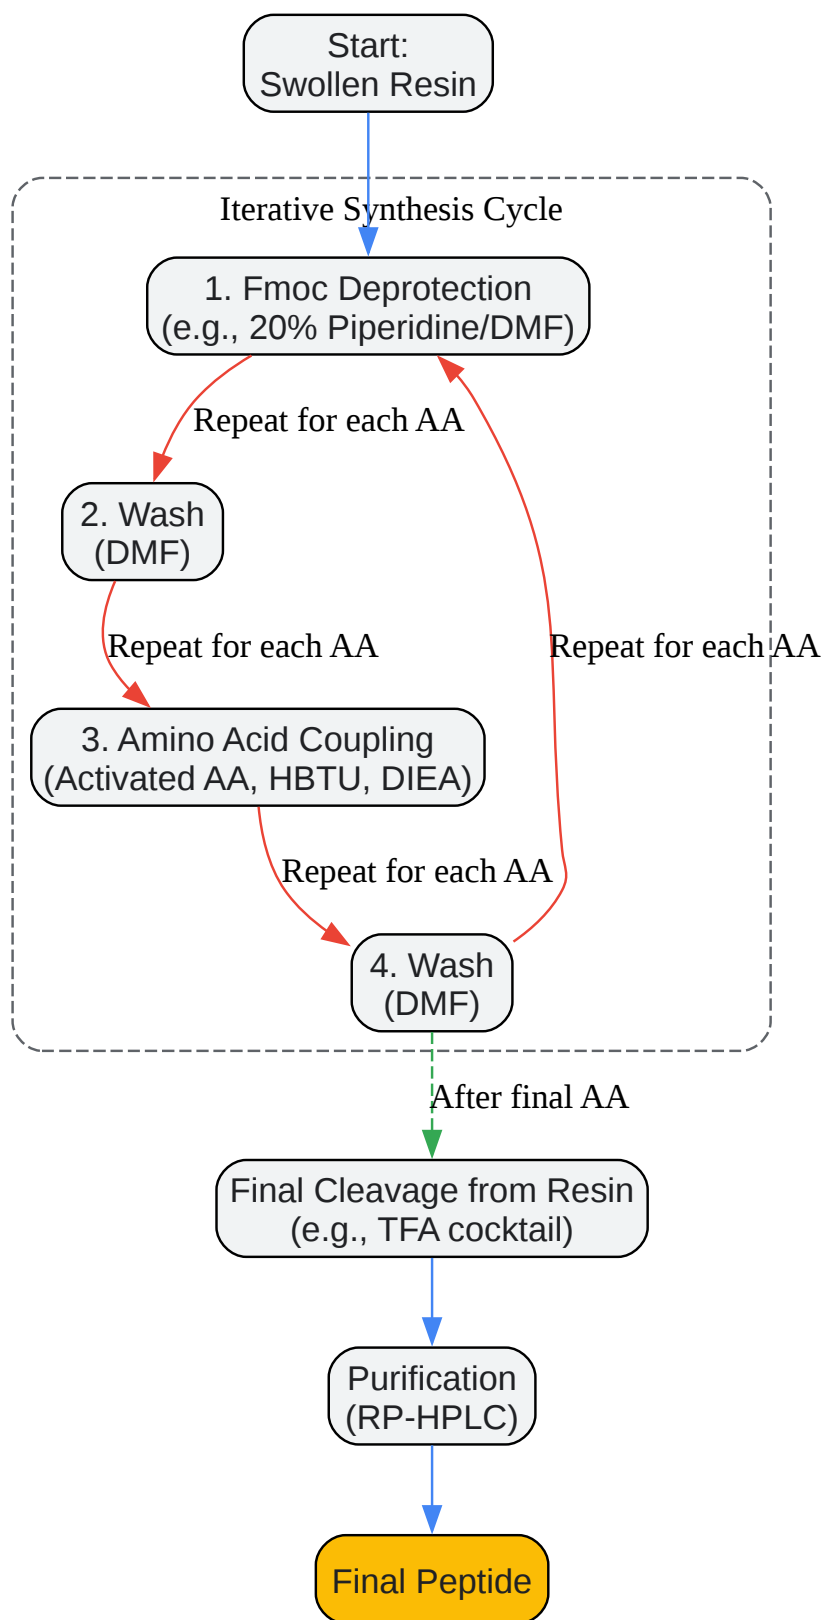 Start:
Swollen Resin
Iterative Synthesis Cycle
1. Fmoc Deprotection
(e.g., 20% Piperidine/DMF)
Repeat for each AA
2. Wash
(DMF)
Repeat for each AA
Repeat for each AA
3. Amino Acid Coupling
(Activated AA, HBTU, DIEA)
Repeat for each AA
4. Wash
(DMF)
After final AA
Final Cleavage from Resin
(e.g., TFA cocktail)
Purification
(RP-HPLC)
Final Peptide